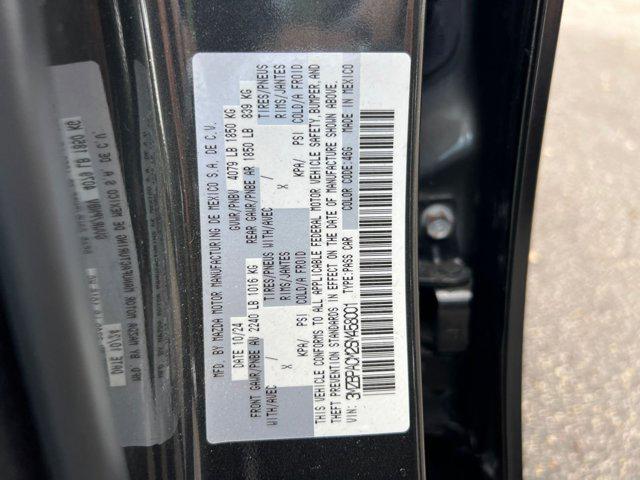 MFD. BY MAZDA MOTOR MANUFACTURING DE MEXICO S.A. DE C.V.
DATE 10/24 GVWR/PNBV 4079 LB 1850 KG
FRONT GAWR/PNBE AV 2240 LB 1016 KG REAR GAWR/PNBE AR 1850 LB 839 KG
WITH/AVEC TIRES/PNEUS WITH/AVEC TIRES/PNEUS
X RIMS/JANTES X RIMS/JANTES
KPA/ PSI COLD/A FROID KPA/ PSI COLD/A FROID
THIS VEHICLE CONFORMS TO ALL APPLICABLE FEDERAL MOTOR VEHICLE SAFETY, BUMPER, AND
THEFT PREVENTION STANDARDS IN EFFECT ON THE DATE OF MANUFACTURE SHOWN ABOVE.
VIN: TYPE:PASS CAR COLOR CODE:46G MADE IN MEXICO